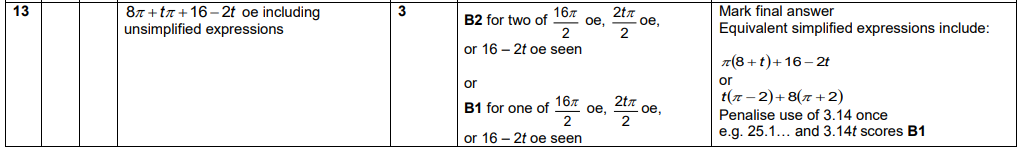 13
8π + tπ + 16 – 2t oe including
unsimplified expressions
3
B2 for two of 16π/2 oe, 2tπ/2 oe,
or 16 – 2t oe seen
or
B1 for one of 16π/2 oe, 2tπ/2 oe,
or 16 – 2t oe seen
Mark final answer
Equivalent simplified expressions include:
π(8 + t) + 16 – 2t
or
t(π – 2) + 8(π + 2)
Penalise use of 3.14 once
e.g. 25.1… and 3.14t scores B1